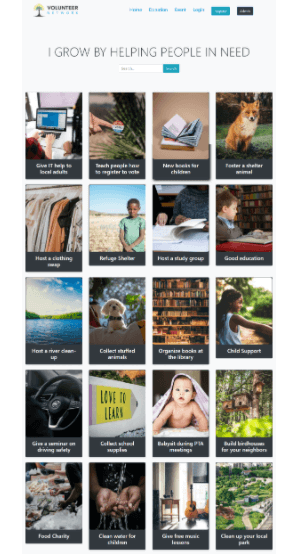 VOLUNTEER
NETWORK
Home Donation Event Login Register Admin
I GROW BY HELPING PEOPLE IN NEED
Search
Give IT help to
local adults
Teach people how
to register to vote
New books for
children
Foster a shelter
animal
Host a clothing
swap
Refuge Shelter
Host a study group
Good education
Host a river clean-
up
Collect stuffed
animals
Organize books at
the library
Child Support
LOVE TO
LEARN
Give a seminar on
driving safely
Collect school
supplies
Babysit during PTA
meetings
Build birdhouses
for your neighbors
Food Charity
Clean water for
children
Give free music
lessons
Clean up your local
park